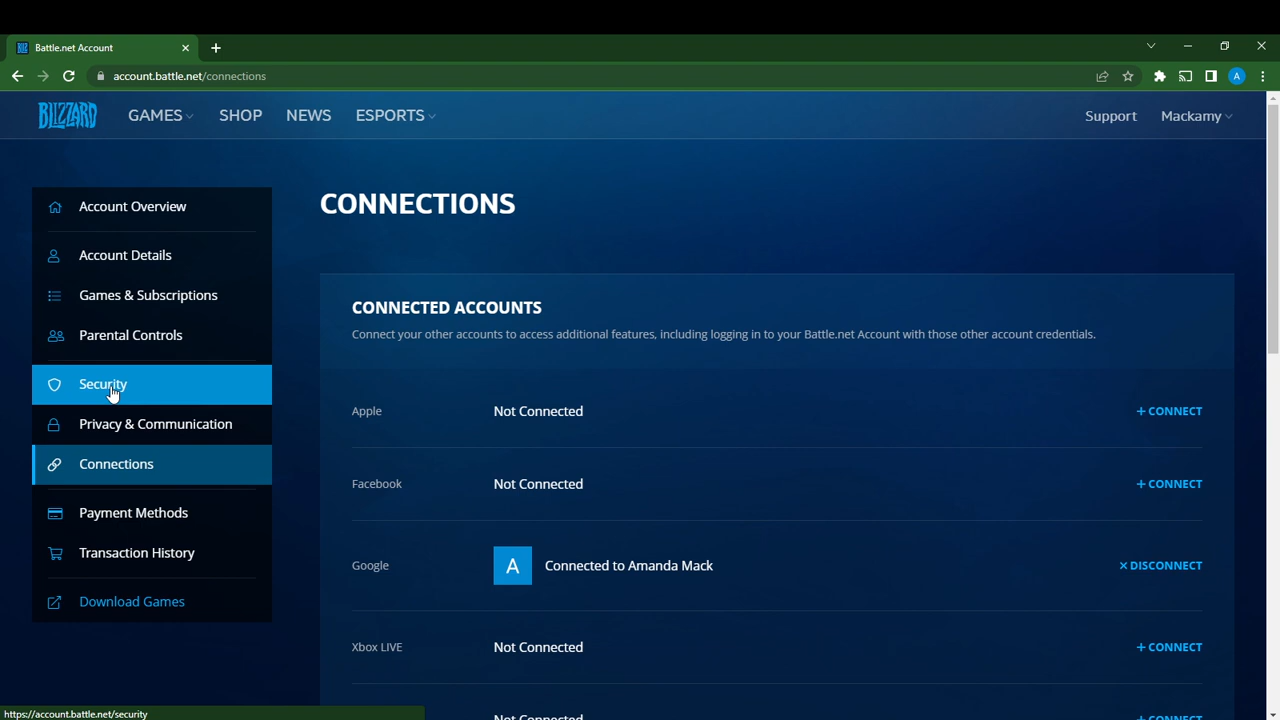 Battle.net Account
account.battle.net/connections
A
BLIZZARD
GAMES
SHOP
NEWS
ESPORTS
Support
Mackamy
Account Overview
Account Details
Games & Subscriptions
Parental Controls
Security
Privacy & Communication
Connections
Payment Methods
Transaction History
Download Games
CONNECTIONS
CONNECTED ACCOUNTS
Connect your other accounts to access additional features, including logging in to your Battle.net Account with those other account credentials.
Apple Not Connected + CONNECT
Facebook Not Connected + CONNECT
Google A Connected to Amanda Mack × DISCONNECT
Xbox LIVE Not Connected + CONNECT
Not Connected + CONNECT
https://account.battle.net/security